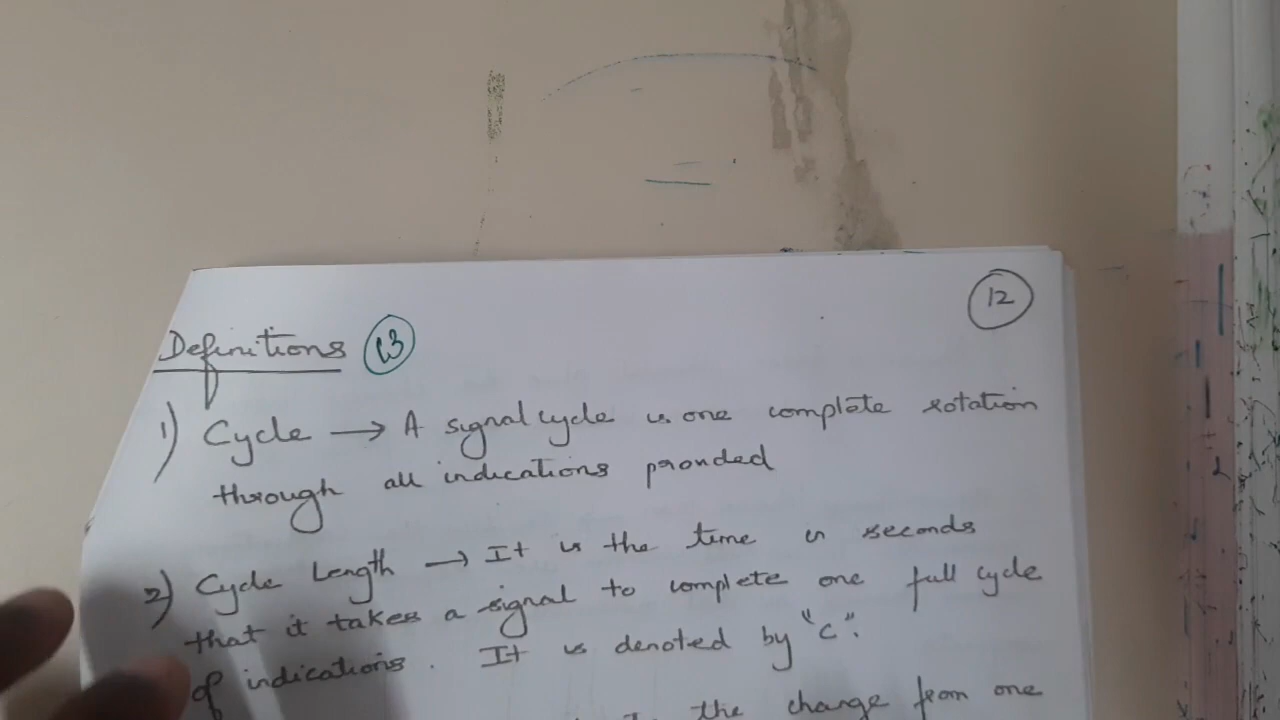 12
Definitions 13
1) Cycle → A signal cycle is one complete rotation
through all indications provided
2) Cycle Length → It is the time in seconds
that it takes a signal to complete one full cycle
of indications. It is denoted by "C".
the change from one